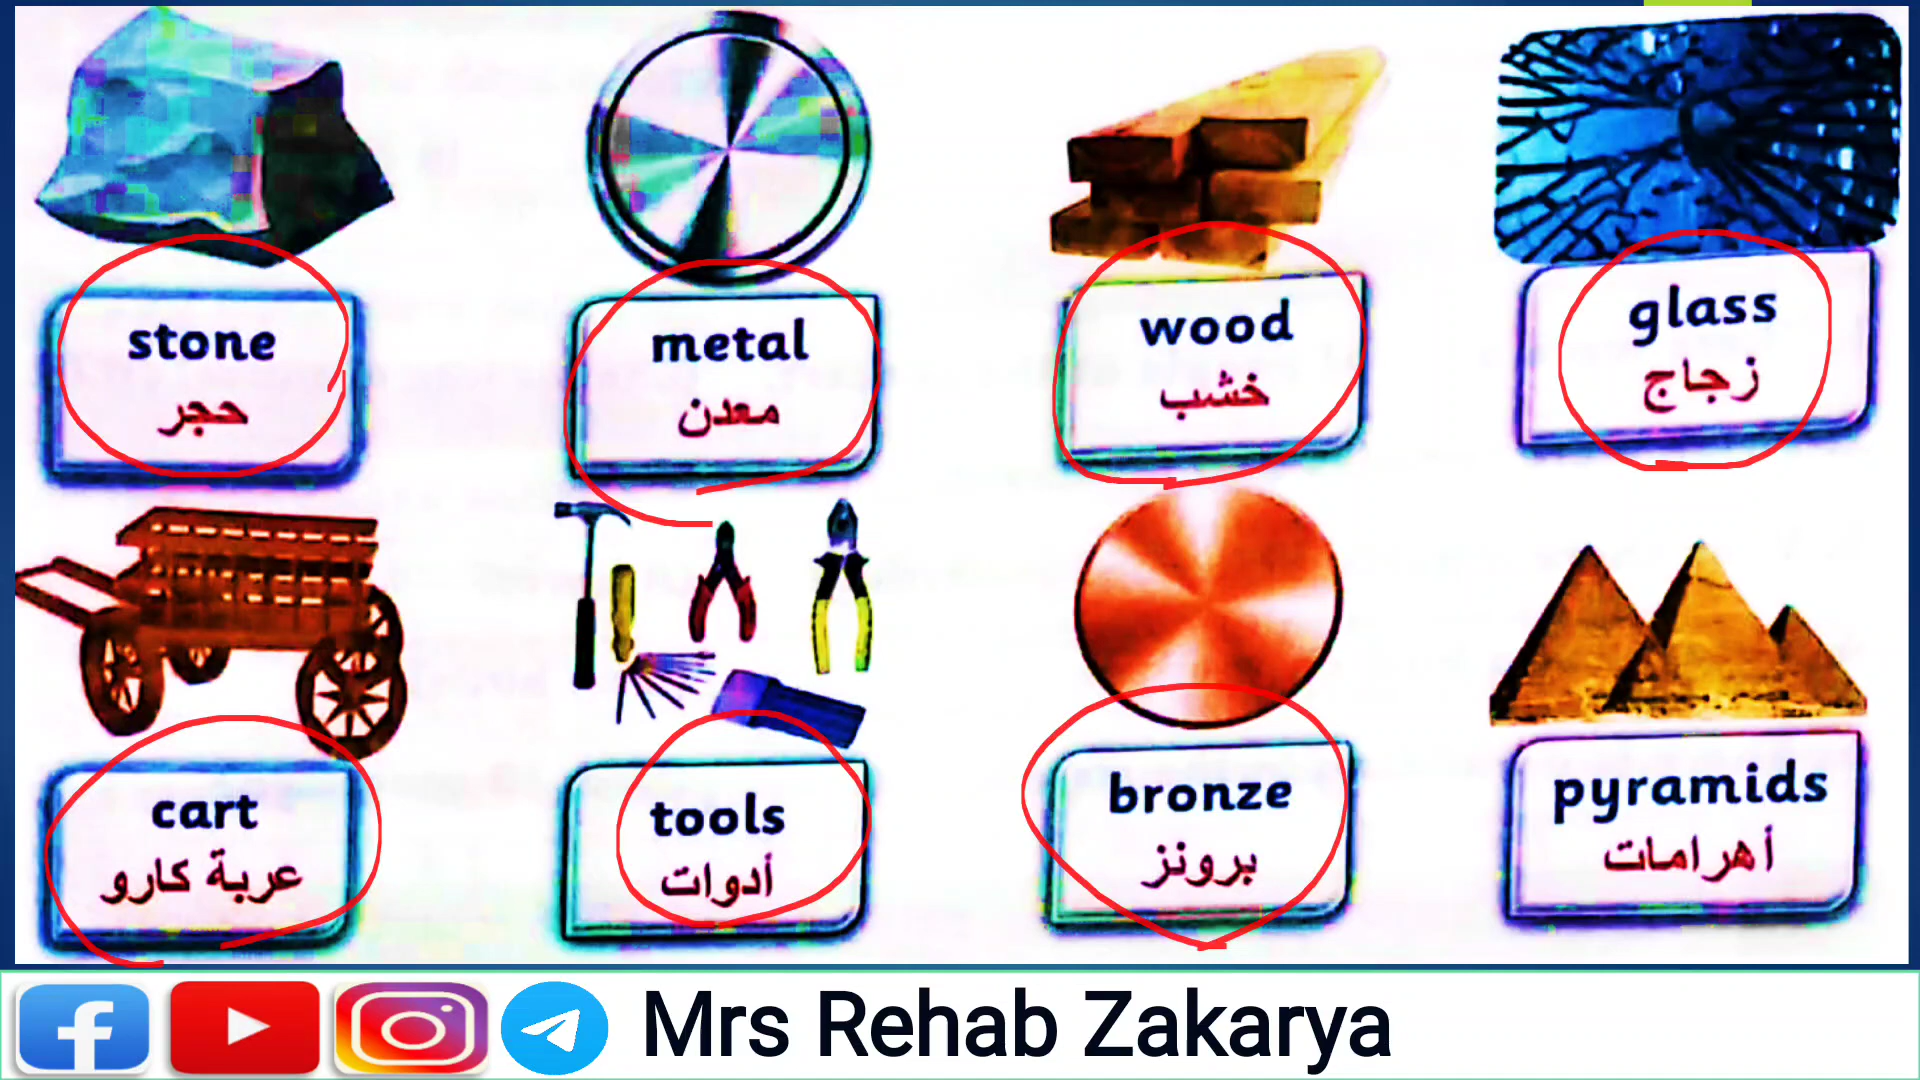 stone
حجر
metal
معدن
wood
خشب
glass
زجاج
cart
عربة كارو
tools
أدوات
bronze
برونز
pyramids
أهرامات
Mrs Rehab Zakarya